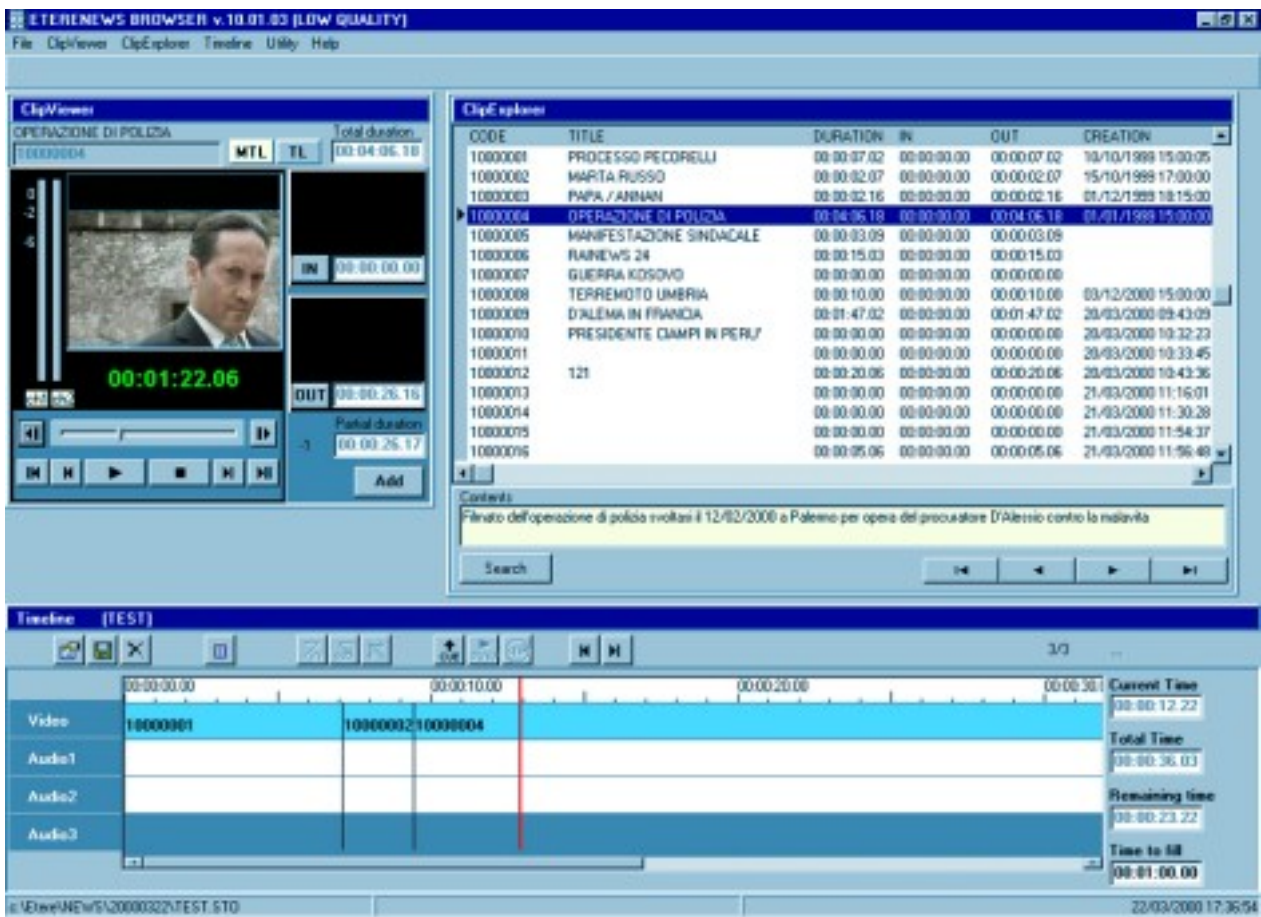 ETERENEWS BROWSER v.10.01.03 [LOW QUALITY]
File ClipViewer ClipExplorer Timeline Utility Help
ClipViewer
OPERAZIONE DI POLIZIA
Total duration
10000004 MTL TL 00:04:06.18
0
-2
-6
IN 00:00:00.00
00:01:22.06
ch1 ch2
OUT 00:00:26.16
Partial duration
-1 00:00:26.17
Add
ClipExplorer
CODE TITLE DURATION IN OUT CREATION
10000001 PROCESSO PECORELLI 00:00:07.02 00:00:00.00 00:00:07.02 10/10/1999 15:00:05
10000002 MARTA RUSSO 00:00:02.07 00:00:00.00 00:00:02.07 15/10/1999 17:00:00
10000003 PAPA / ANNAN 00:00:02.16 00:00:00.00 00:00:02.16 01/12/1999 18:15:00
10000004 OPERAZIONE DI POLIZIA 00:04:06.18 00:00:00.00 00:04:06.18 01/01/1999 15:00:00
10000005 MANIFESTAZIONE SINDACALE 00:00:03.09 00:00:00.00 00:00:03.09
10000006 RAINEWS 24 00:00:15.03 00:00:00.00 00:00:15.03
10000007 GUERRA KOSOVO 00:00:00.00 00:00:00.00 00:00:00.00
10000008 TERREMOTO UMBRIA 00:00:10.00 00:00:00.00 00:00:10.00 03/12/2000 15:00:00
10000009 D'ALEMA IN FRANCIA 00:01:47.02 00:00:00.00 00:01:47.02 20/03/2000 09:43:09
10000010 PRESIDENTE CIAMPI IN PERU' 00:00:00.00 00:00:00.00 00:00:00.00 20/03/2000 10:32:23
10000011 00:00:00.00 00:00:00.00 00:00:00.00 20/03/2000 10:33:45
10000012 121 00:00:20.06 00:00:00.00 00:00:20.06 20/03/2000 10:43:36
10000013 00:00:00.00 00:00:00.00 00:00:00.00 21/03/2000 11:16:01
10000014 00:00:00.00 00:00:00.00 00:00:00.00 21/03/2000 11:30:28
10000015 00:00:00.00 00:00:00.00 00:00:00.00 21/03/2000 11:54:37
10000016 00:00:05.06 00:00:00.00 00:00:05.06 21/03/2000 11:56:48
Contents
Filmato dell'operazione di polizia svoltasi il 12/02/2000 a Palermo per opera del procuratore D'Alessio contro la malavita
Search
Timeline [TEST]
CUE
3/3 ...
00:00:00.00 00:00:10.00 00:00:20.00 00:00:30.
Video 10000001 10000002 10000004
Audio1
Audio2
Audio3
Current Time
00:00:12.22
Total Time
00:00:36.03
Remaining time
00:00:23.22
Time to fill
00:01:00.00
c:\Etere\NEWS\20000322\TEST.STO
22/03/2000 17:36:54